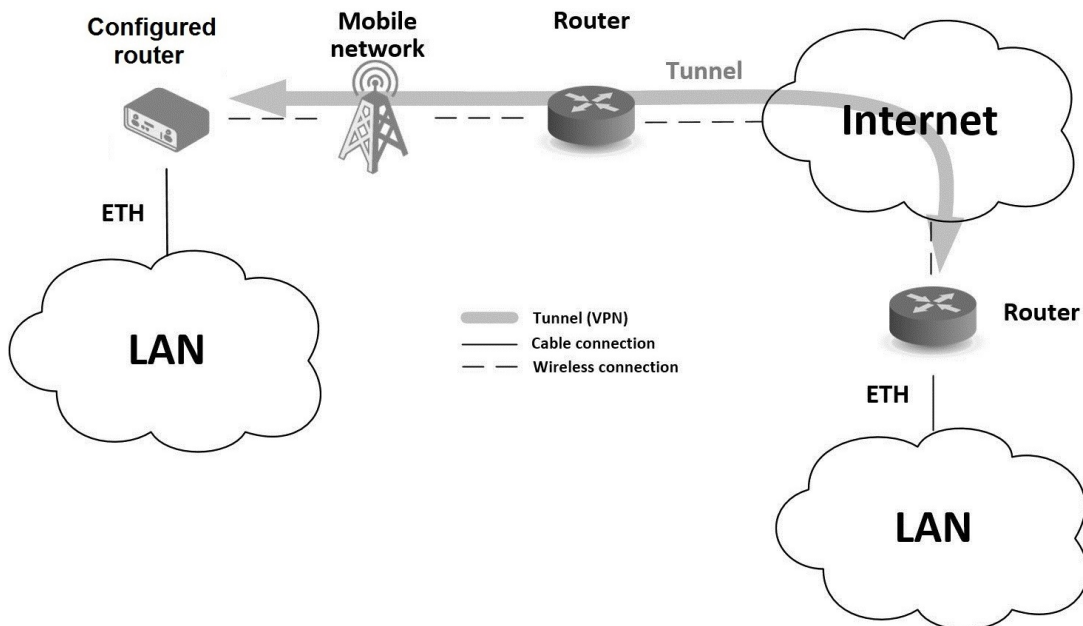 Configured
router
Mobile
network
Router
Tunnel
Internet
ETH
LAN
Tunnel (VPN)
Cable connection
Wireless connection
Router
ETH
LAN